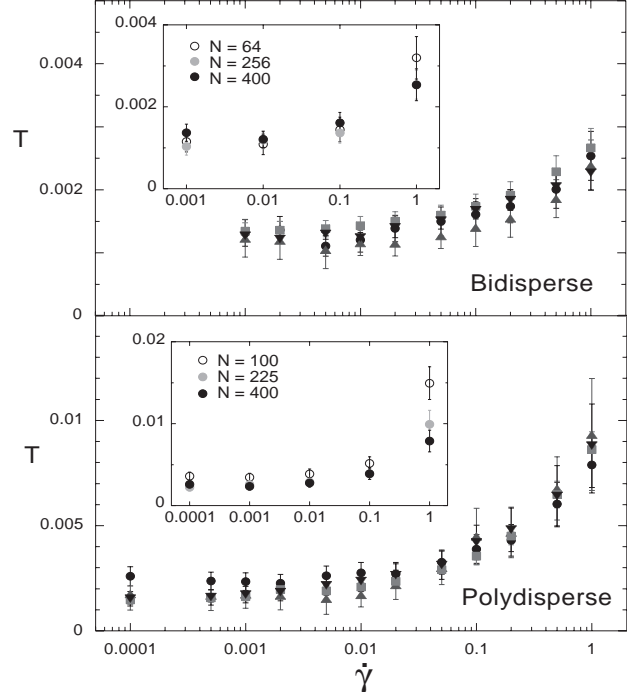 0.004
N = 64
N = 256
N = 400
0.002
0
0.001 0.01 0.1 1
T
0.004
0.002
0
Bidisperse
0.02
N = 100
N = 225
N = 400
0.01
0
0.0001 0.001 0.01 0.1 1
T
0.01
0.005
0
Polydisperse
0.0001 0.001 0.01 0.1 1
γ̇